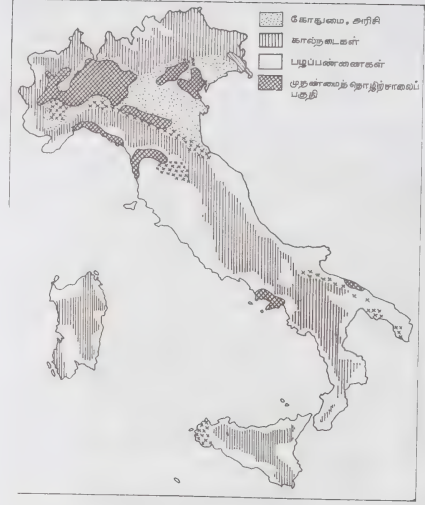 கோதுமை, அரிசி
கால்நடைகள்
பழப்பண்ணைகள்
முதன்மைத் தொழிற்சாலைப்
பகுதி